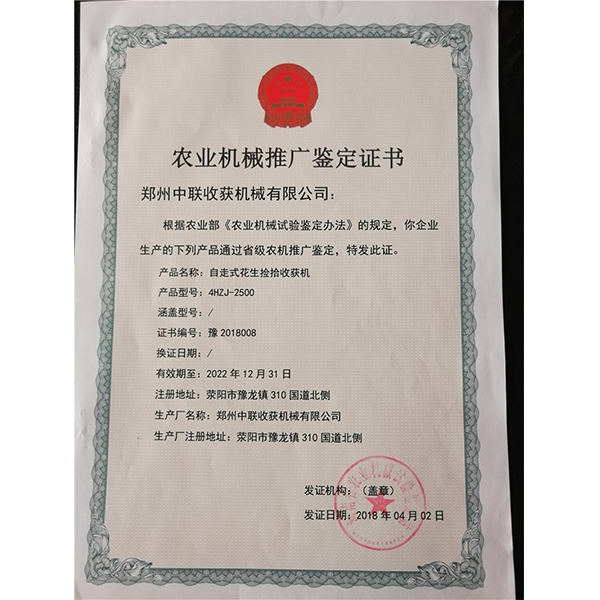 农业机械推广鉴定证书
郑州中联收获机械有限公司：
根据农业部《农业机械试验鉴定办法》的规定，你企业
生产的下列产品通过省级农机推广鉴定，特发此证。
产品名称：自走式花生捡拾收获机
产品型号：4HZJ-2500
涵盖型号：/
证书编号：豫 2018008
换证日期：/
有效期至：2022 年 12 月 31 日
注册地址：荥阳市豫龙镇 310 国道北侧
生产厂名称：郑州中联收获机械有限公司
生产厂注册地址：荥阳市豫龙镇 310 国道北侧
发证机构：（盖章）
发证日期：2018 年 04 月 02 日